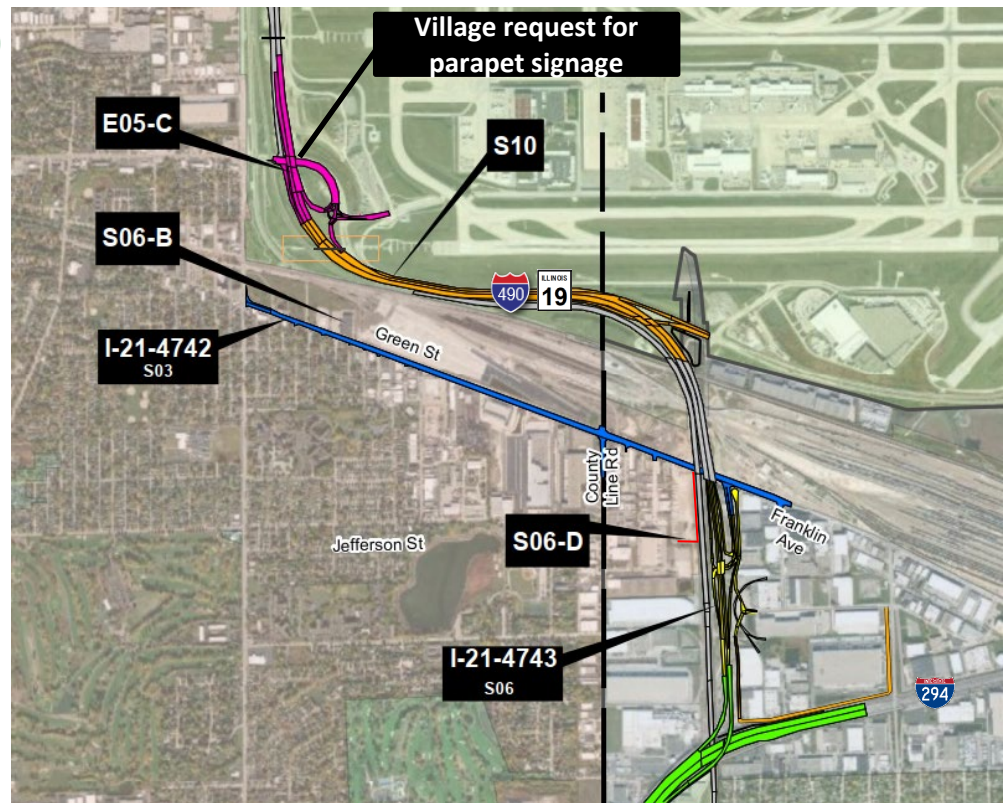 Village request for
parapet signage
E05-C
S10
S06-B
490
ILLINOIS
19
I-21-4742
S03
Green St
County
Line Rd
Franklin
Ave
S06-D
Jefferson St
I-21-4743
S06
294